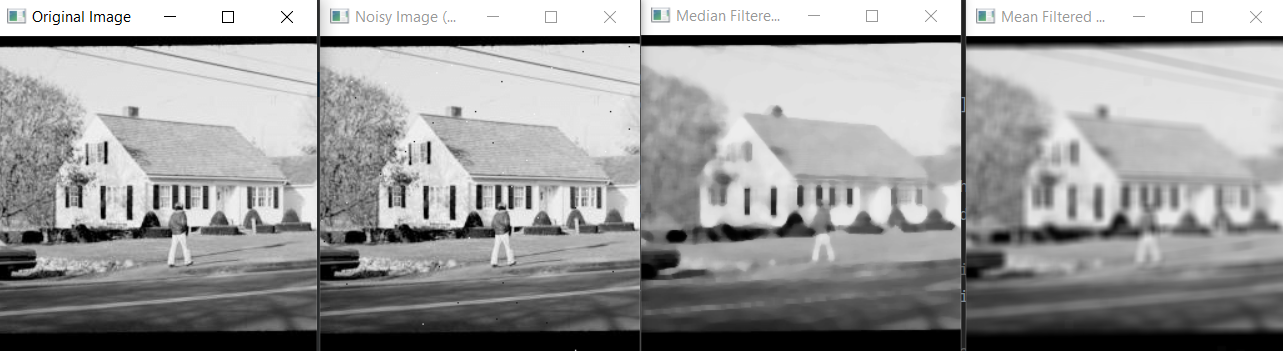 Original Image
Noisy Image (...
Median Filtere...
Mean Filtered ...